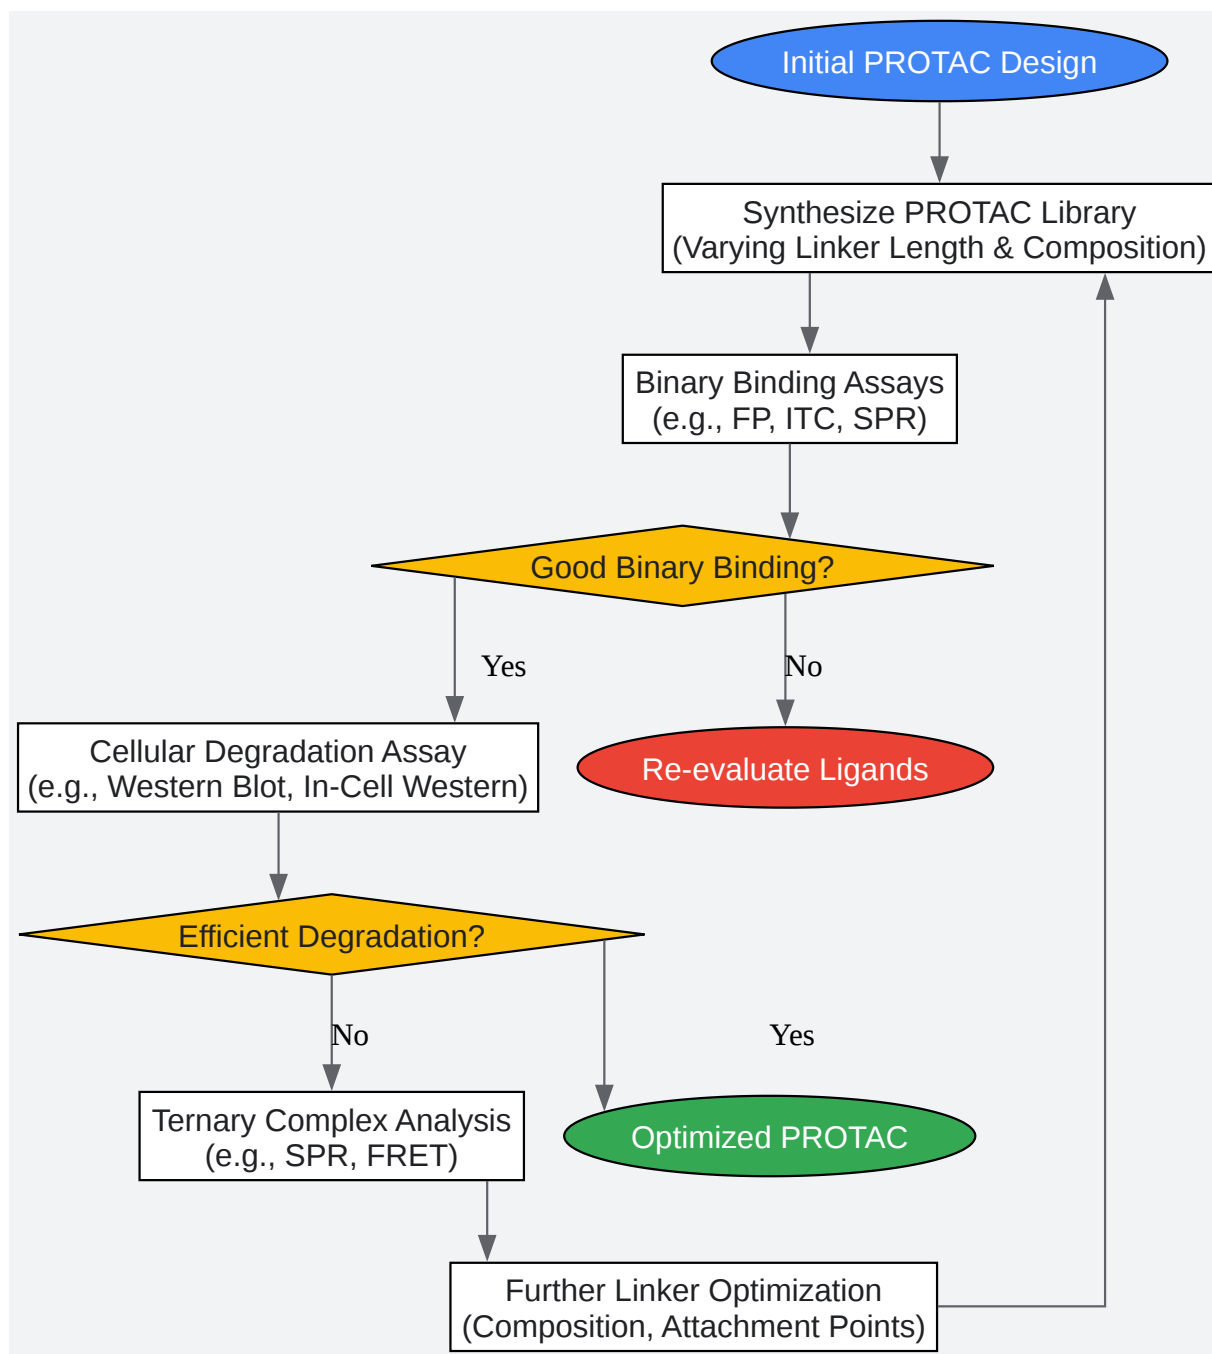 Initial PROTAC Design
Synthesize PROTAC Library
(Varying Linker Length & Composition)
Binary Binding Assays
(e.g., FP, ITC, SPR)
Good Binary Binding?
Yes
No
Cellular Degradation Assay
(e.g., Western Blot, In-Cell Western)
Re-evaluate Ligands
Efficient Degradation?
No
Yes
Ternary Complex Analysis
(e.g., SPR, FRET)
Optimized PROTAC
Further Linker Optimization
(Composition, Attachment Points)